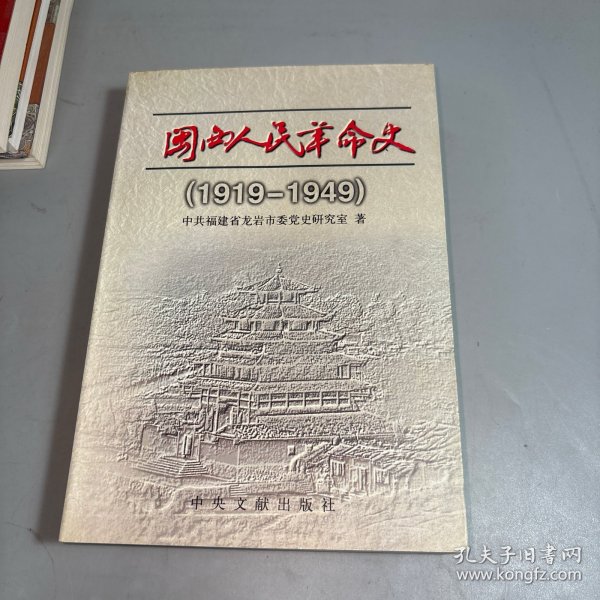 闽西人民革命史
(1919-1949)
中共福建省龙岩市委党史研究室 著
中央文献出版社
孔夫子旧书网
www.kongfz.com